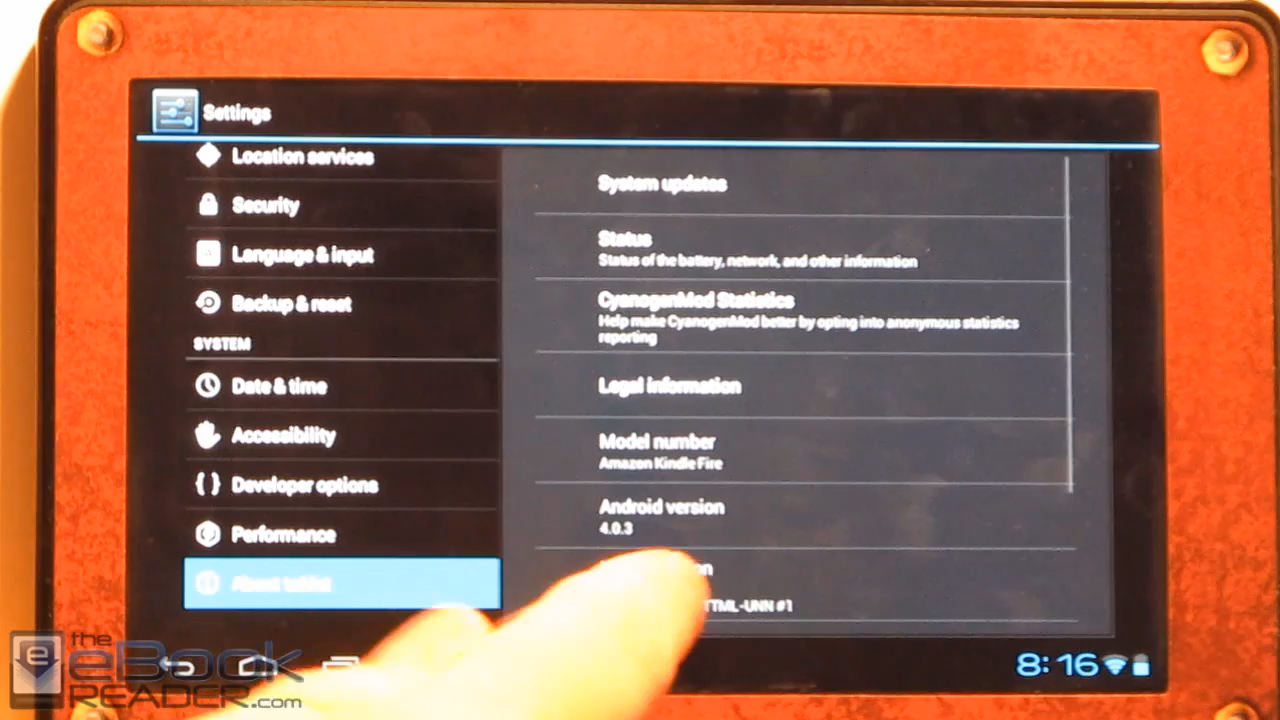 Settings
Location services
Security
Language & input
Backup & reset
SYSTEM
Date & time
Accessibility
Developer options
Performance
About tablet
System updates
Status
Status of the battery, network, and other information
CyanogenMod Statistics
Help make CyanogenMod better by opting into anonymous statistics
reporting
Legal information
Model number
Amazon Kindle Fire
Android version
4.0.3
TML-UNN #1
8:16
the
eBook
READER.com